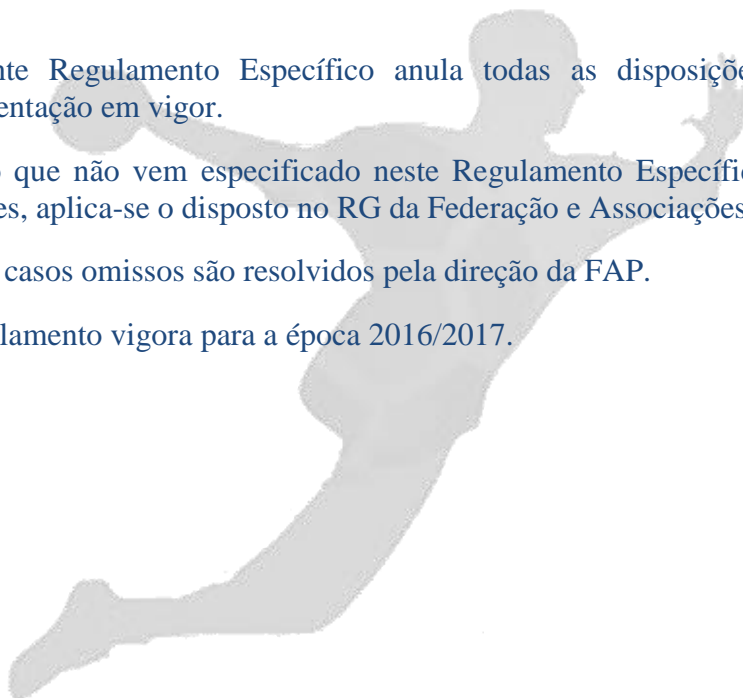 nte Regulamento Específico anula todas as disposiçõe
entação em vigor.
o que não vem especificado neste Regulamento Específic
es, aplica-se o disposto no RG da Federação e Associações
casos omissos são resolvidos pela direção da FAP.
lamento vigora para a época 2016/2017.